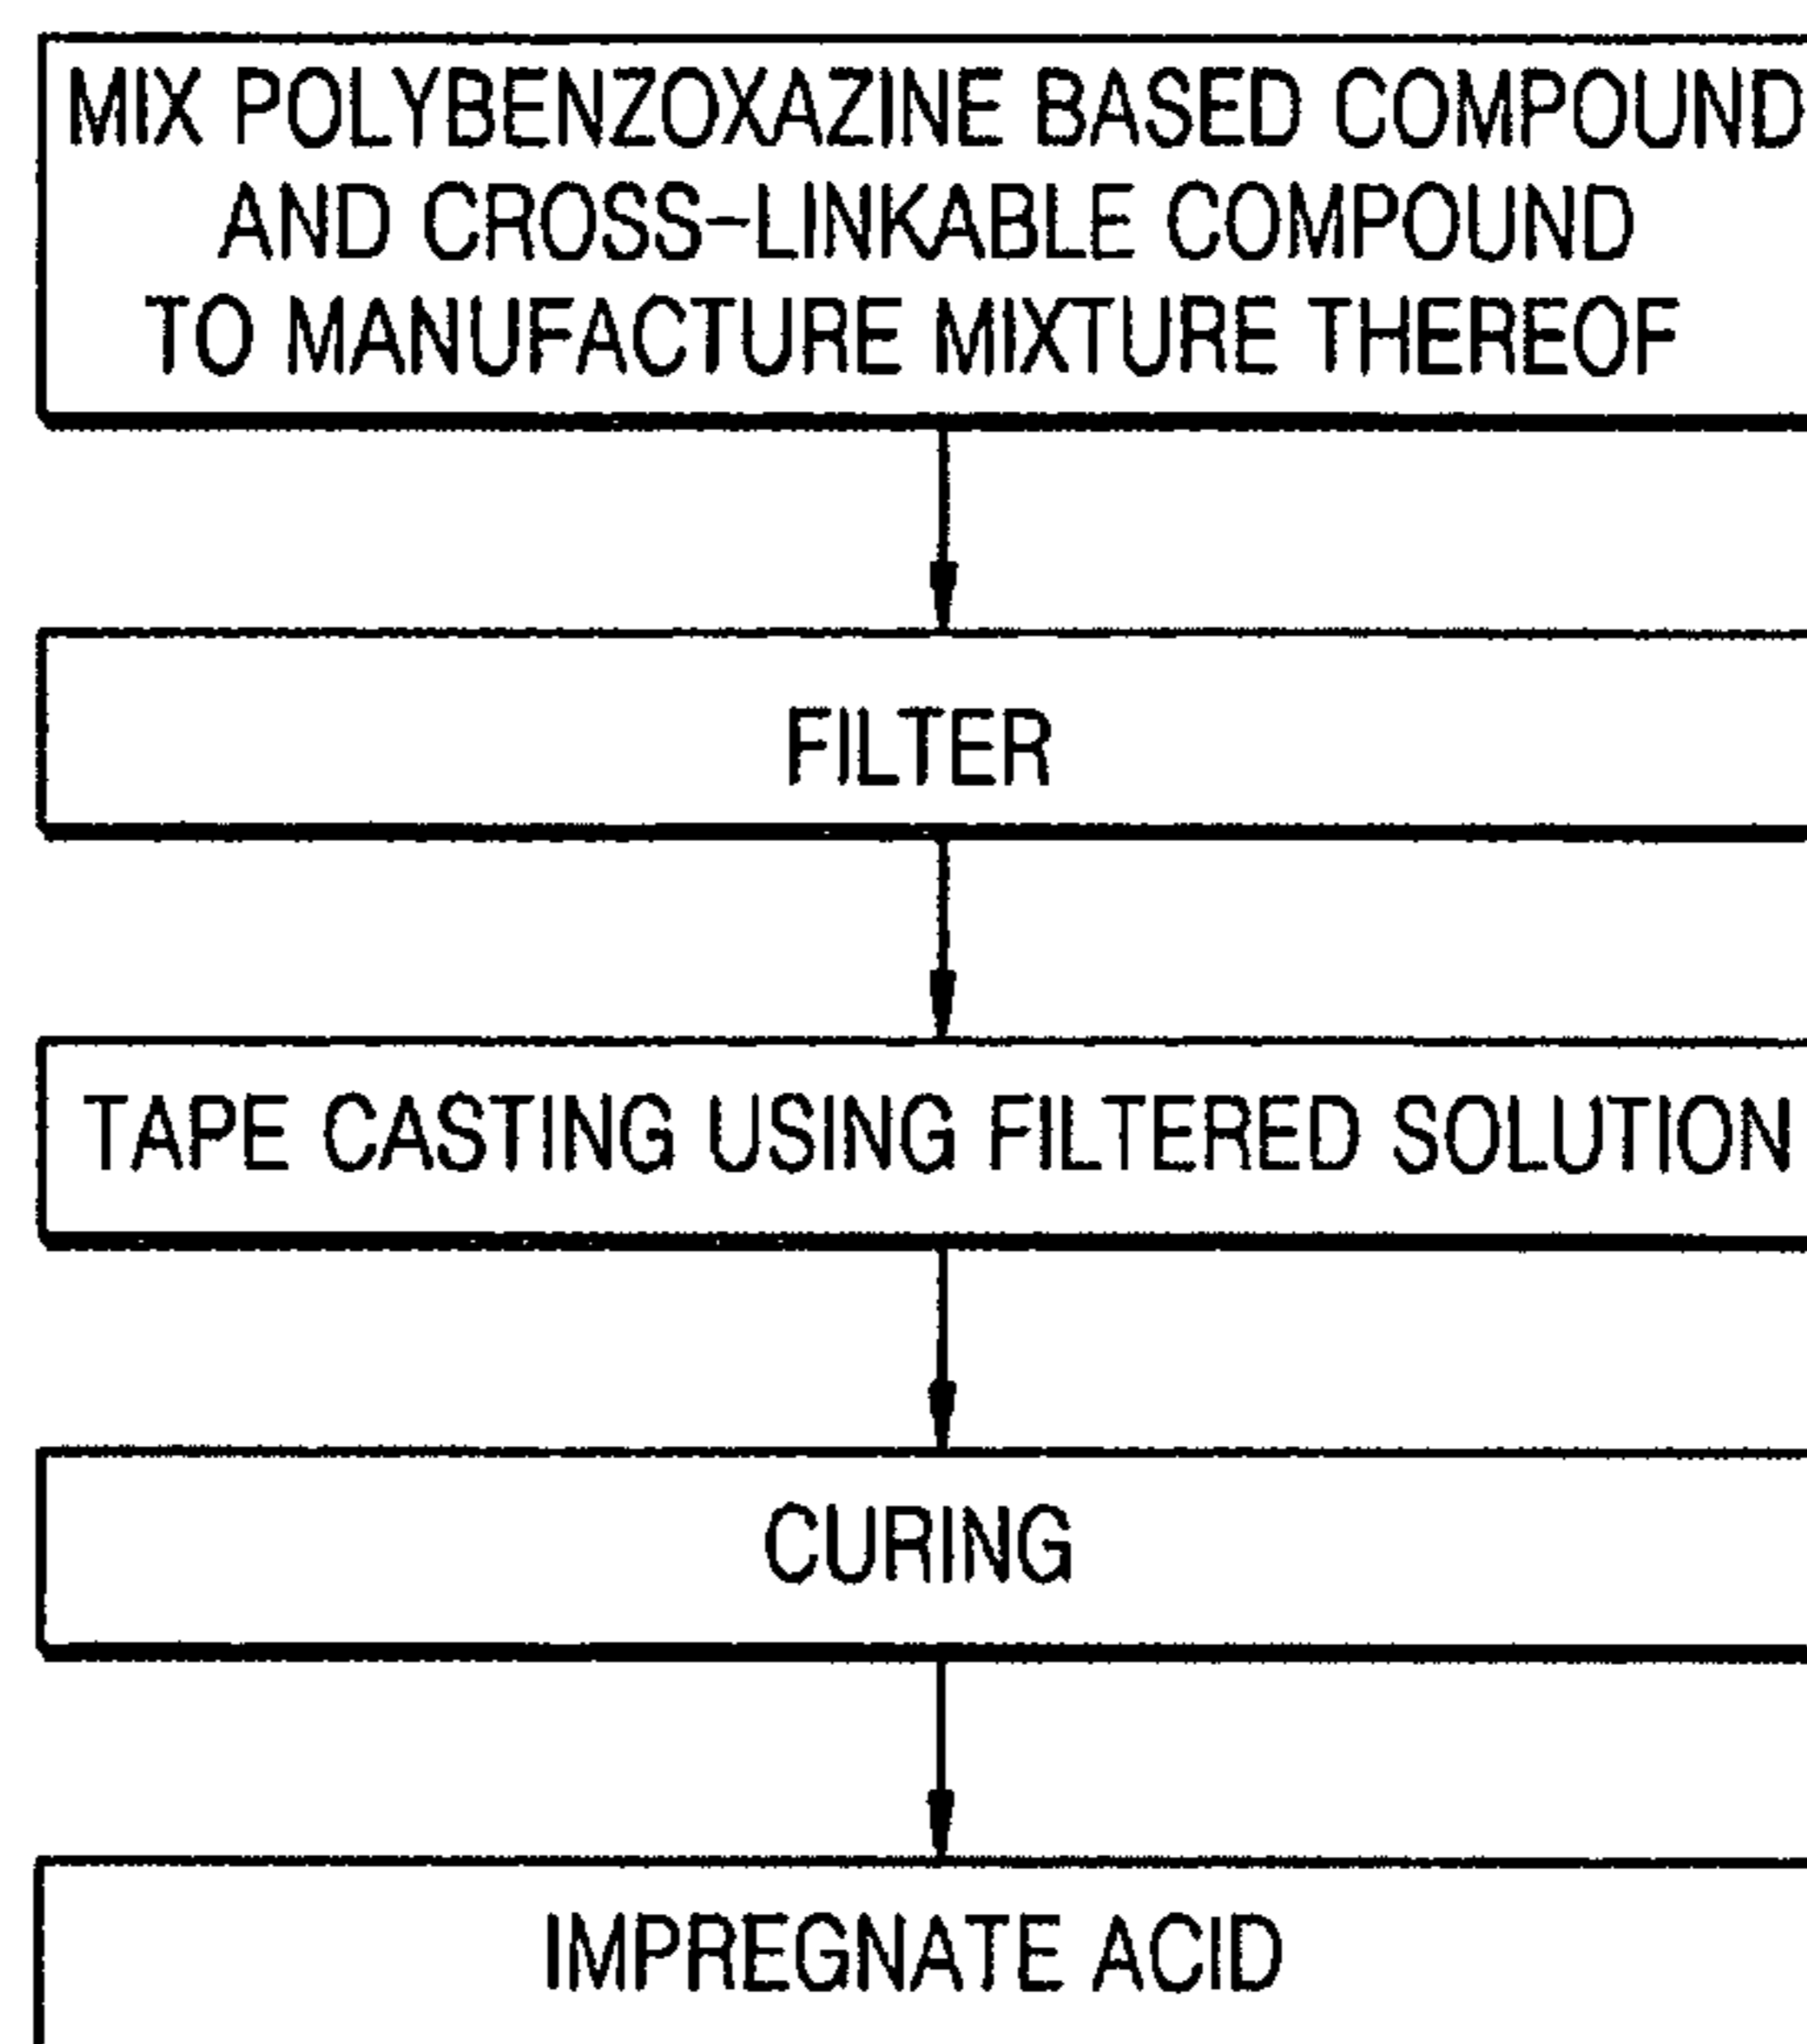 MIX POLYBENZOXAZINE BASED COMPOUND
AND CROSS-LINKABLE COMPOUND
TO MANUFACTURE MIXTURE THEREOF
FILTER
TAPE CASTING USING FILTERED SOLUTION
CURING
IMPREGNATE ACID